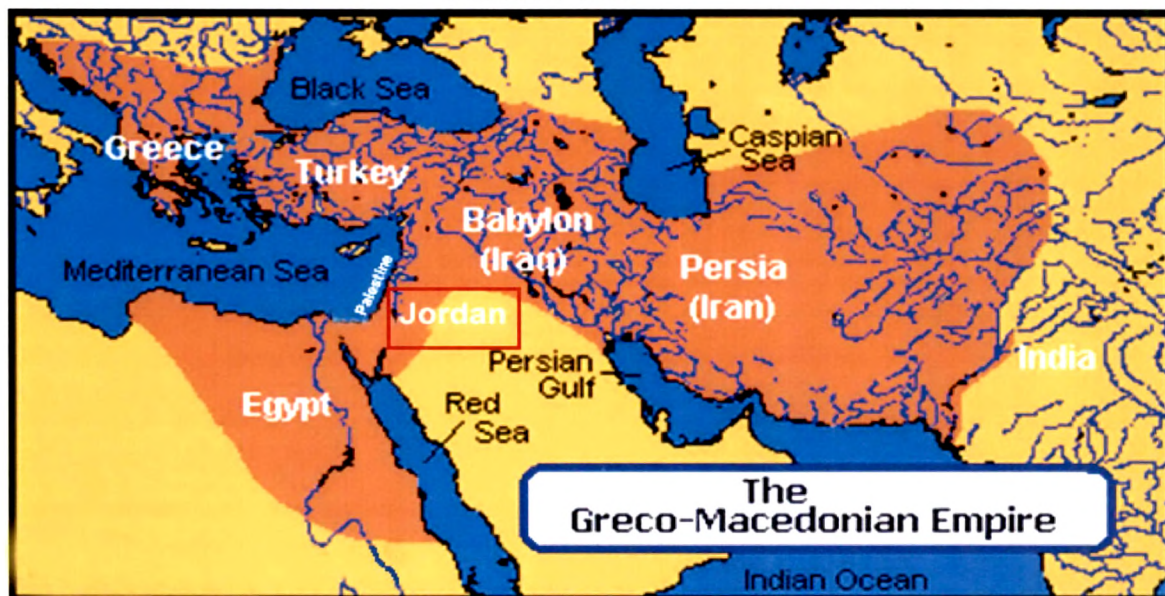 Black Sea
Greece
Turkey
Caspian
Sea
Babylon
(Iraq)
Mediterranean Sea
Palestine
Persia
(Iran)
Jordan
Persian
Gulf
India
Egypt
Red
Sea
The
Greco-Macedonian Empire
Indian Ocean